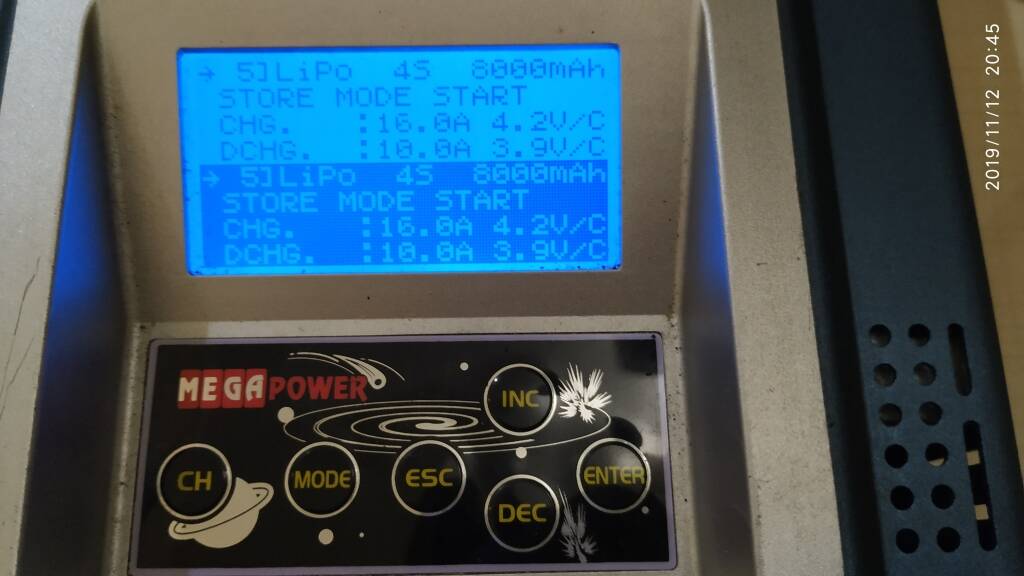 → 5]LiPo 4S 8000mAh
STORE MODE START
CHG. :16.0A 4.2V/C
DCHG. :10.0A 3.9V/C
→ 5]LiPo 4S 8000mAh
STORE MODE START
CHG. :16.0A 4.2V/C
DCHG. :10.0A 3.9V/C
MEGAPOWER
INC
CH
MODE
ESC
ENTER
DEC
2019/11/12 20:45